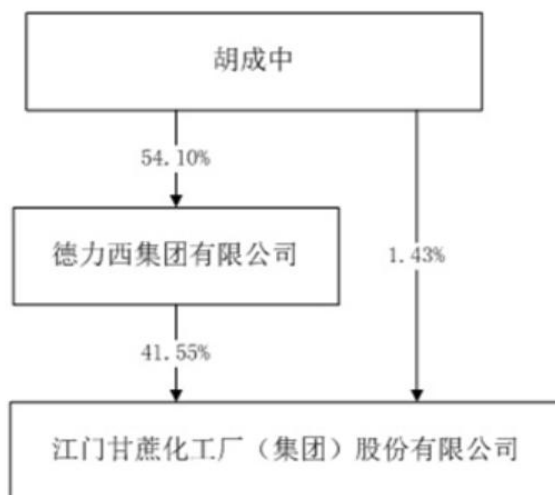 胡成中
54.10%
德力西集团有限公司
1.43%
41.55%
江门甘蔗化工厂（集团）股份有限公司